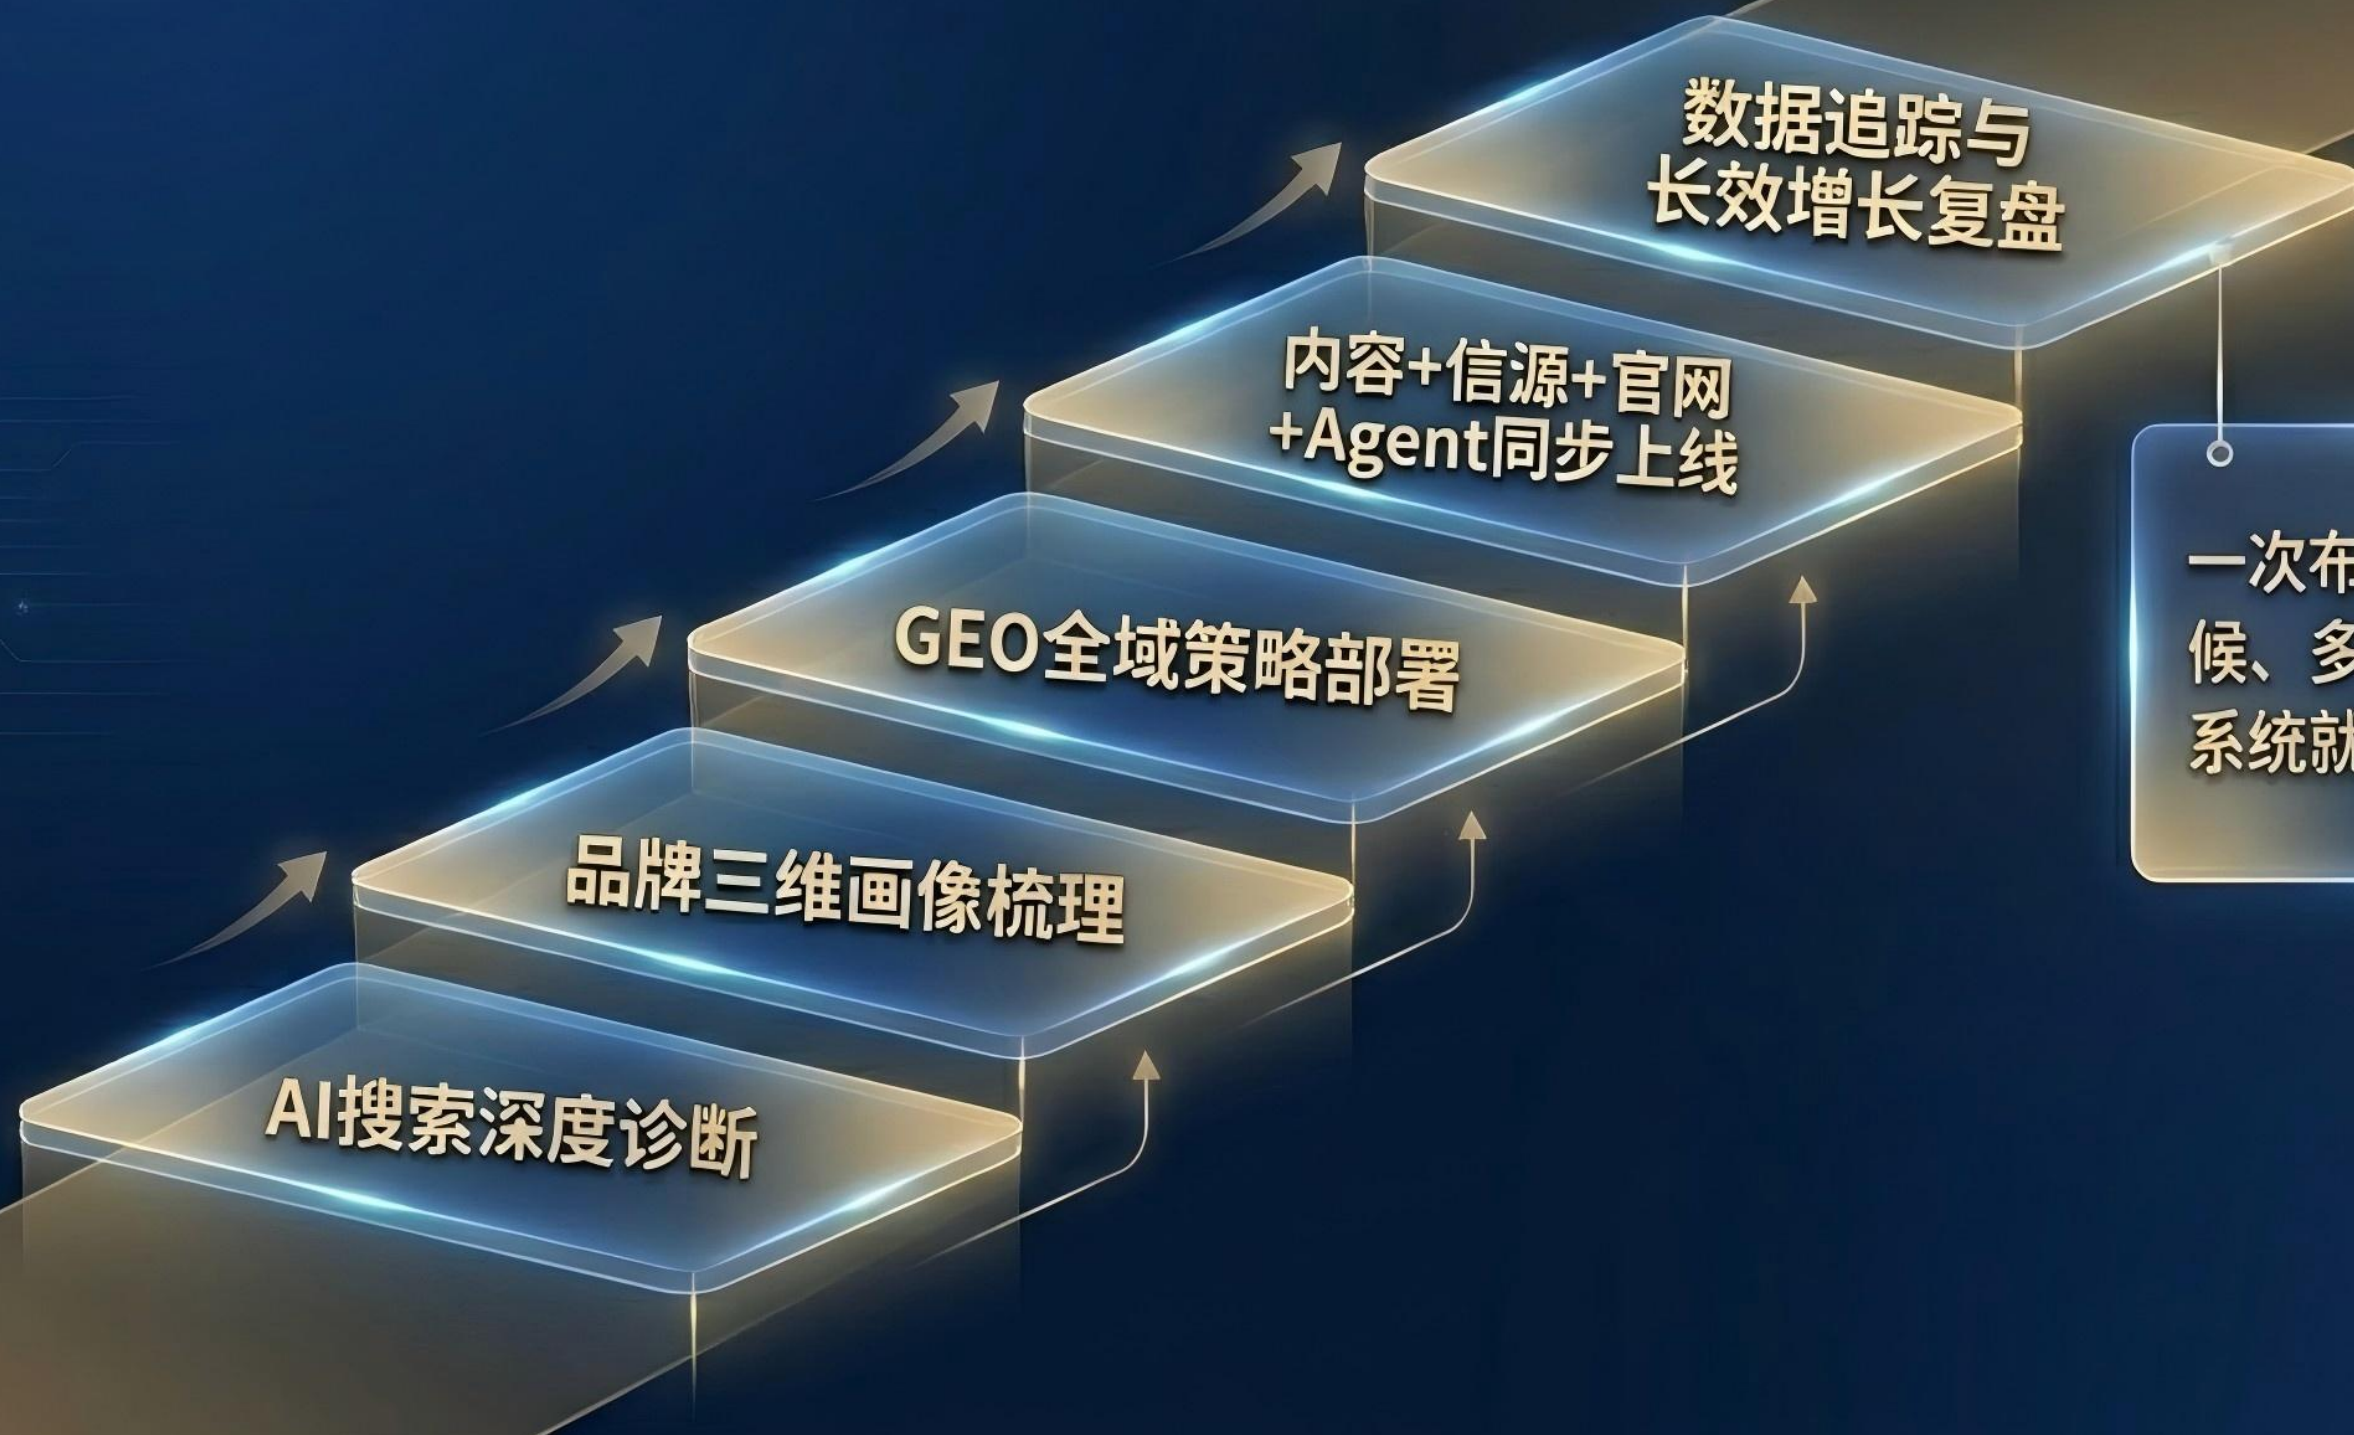 数据追踪与
长效增长复盘
内容+信源+官网
+Agent同步上线
GEO全域策略部署
品牌三维画像梳理
AI搜索深度诊断
一次布
候、多
系统就